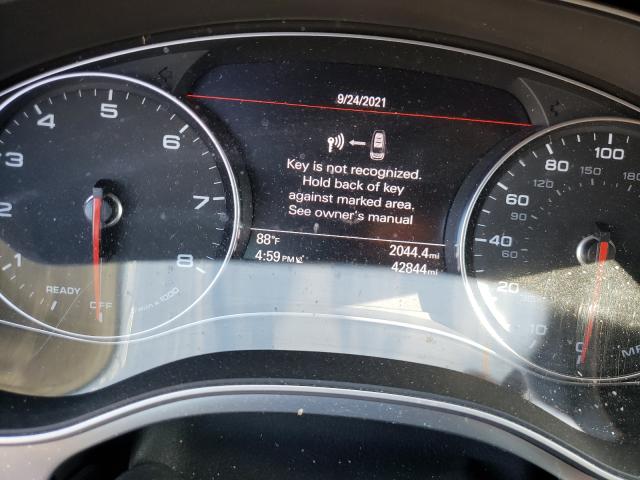 9/24/2021
Key is not recognized.
Hold back of key
against marked area.
See owner's manual
88°F
2044.4mi
4:59 PM
42844mi
1
2
3
4
5
6
7
8
READY
OFF
0
10
20
40
60
80
100
60
90
120
150
180